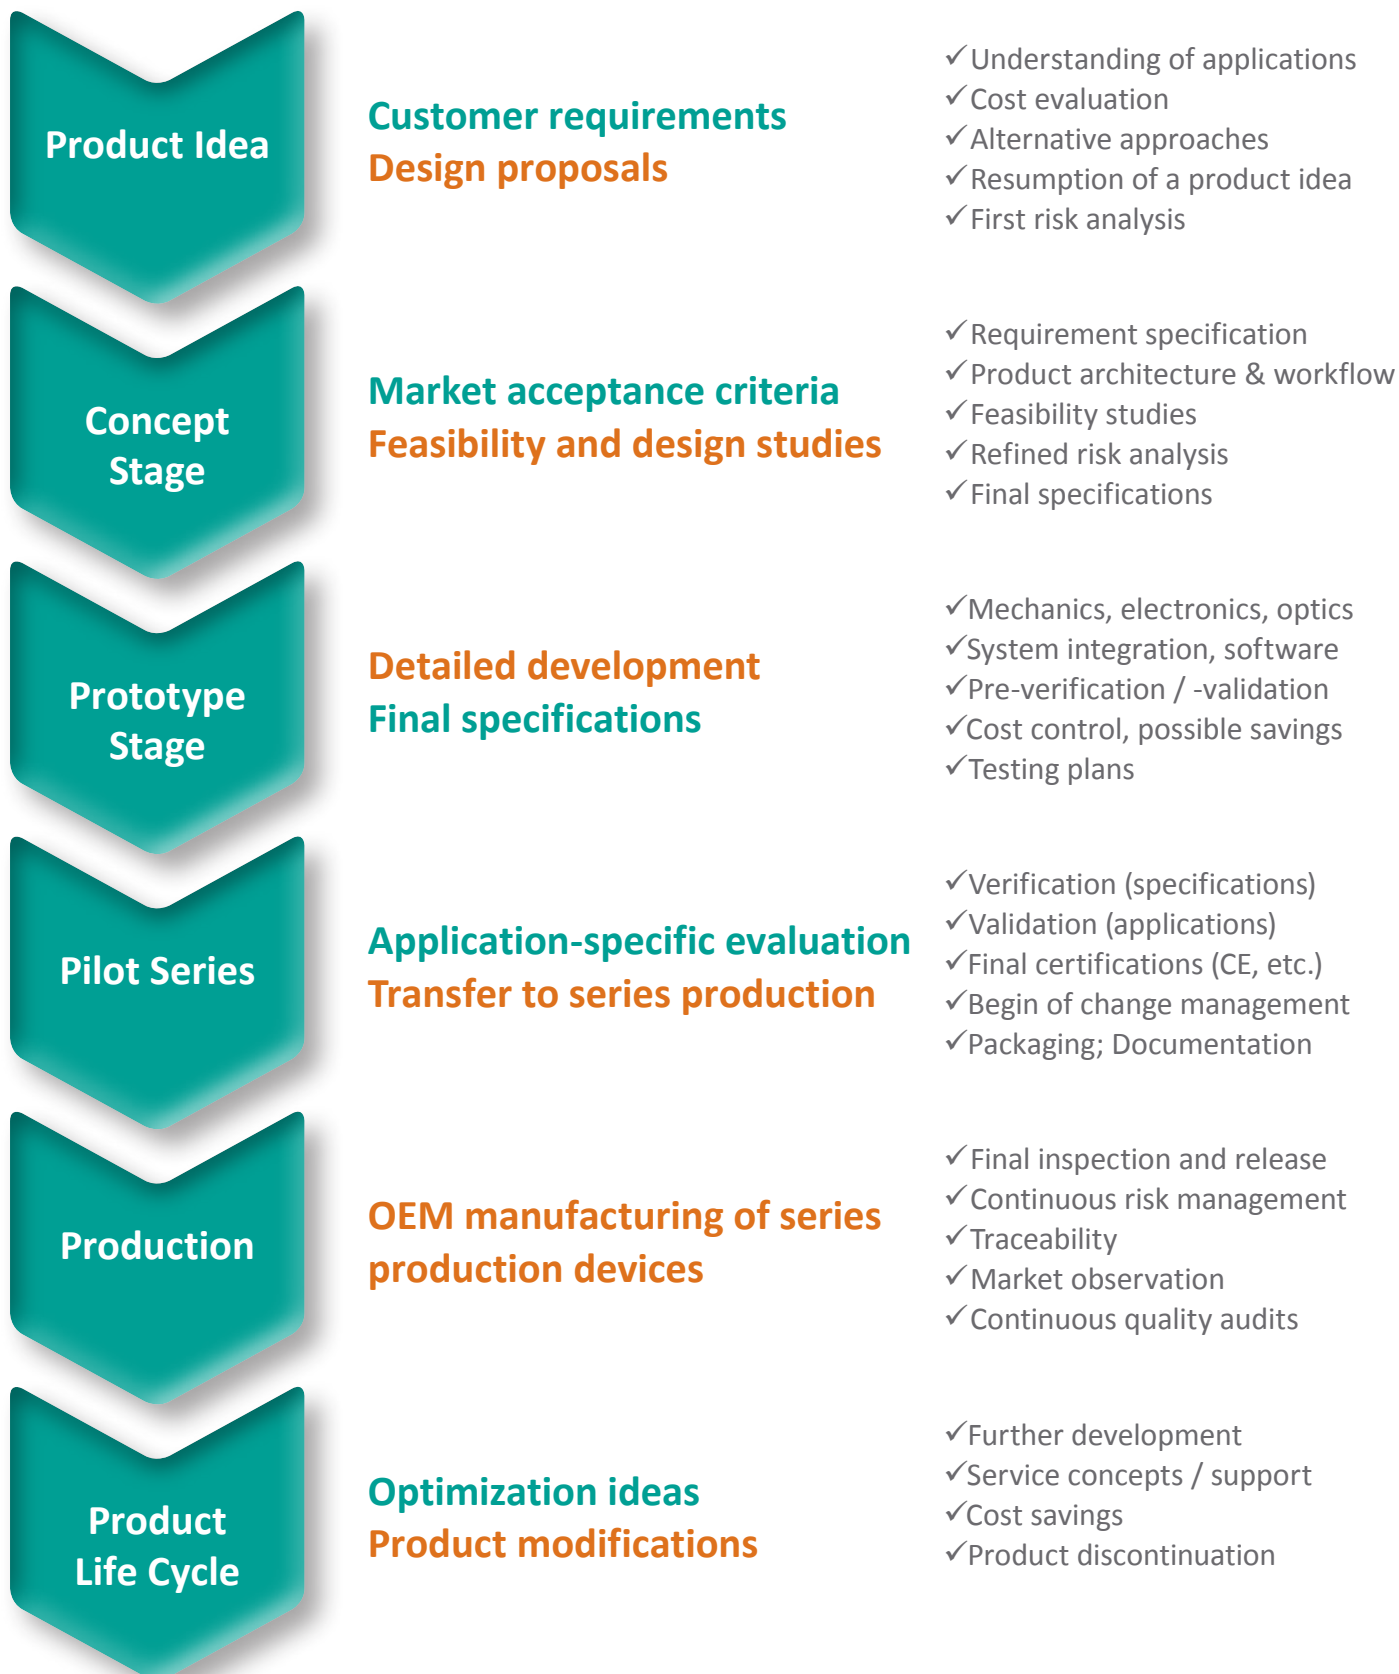 Product Idea
Customer requirements
Design proposals
✓Understanding of applications
✓Cost evaluation
✓Alternative approaches
✓Resumption of a product idea
✓First risk analysis
Concept
Stage
Market acceptance criteria
Feasibility and design studies
✓Requirement specification
✓Product architecture & workflow
✓Feasibility studies
✓Refined risk analysis
✓Final specifications
Prototype
Stage
Detailed development
Final specifications
✓Mechanics, electronics, optics
✓System integration, software
✓Pre-verification / -validation
✓Cost control, possible savings
✓Testing plans
Pilot Series
Application-specific evaluation
Transfer to series production
✓Verification (specifications)
✓Validation (applications)
✓Final certifications (CE, etc.)
✓Begin of change management
✓Packaging; Documentation
Production
OEM manufacturing of series
production devices
✓Final inspection and release
✓Continuous risk management
✓Traceability
✓Market observation
✓Continuous quality audits
Product
Life Cycle
Optimization ideas
Product modifications
✓Further development
✓Service concepts / support
✓Cost savings
✓Product discontinuation